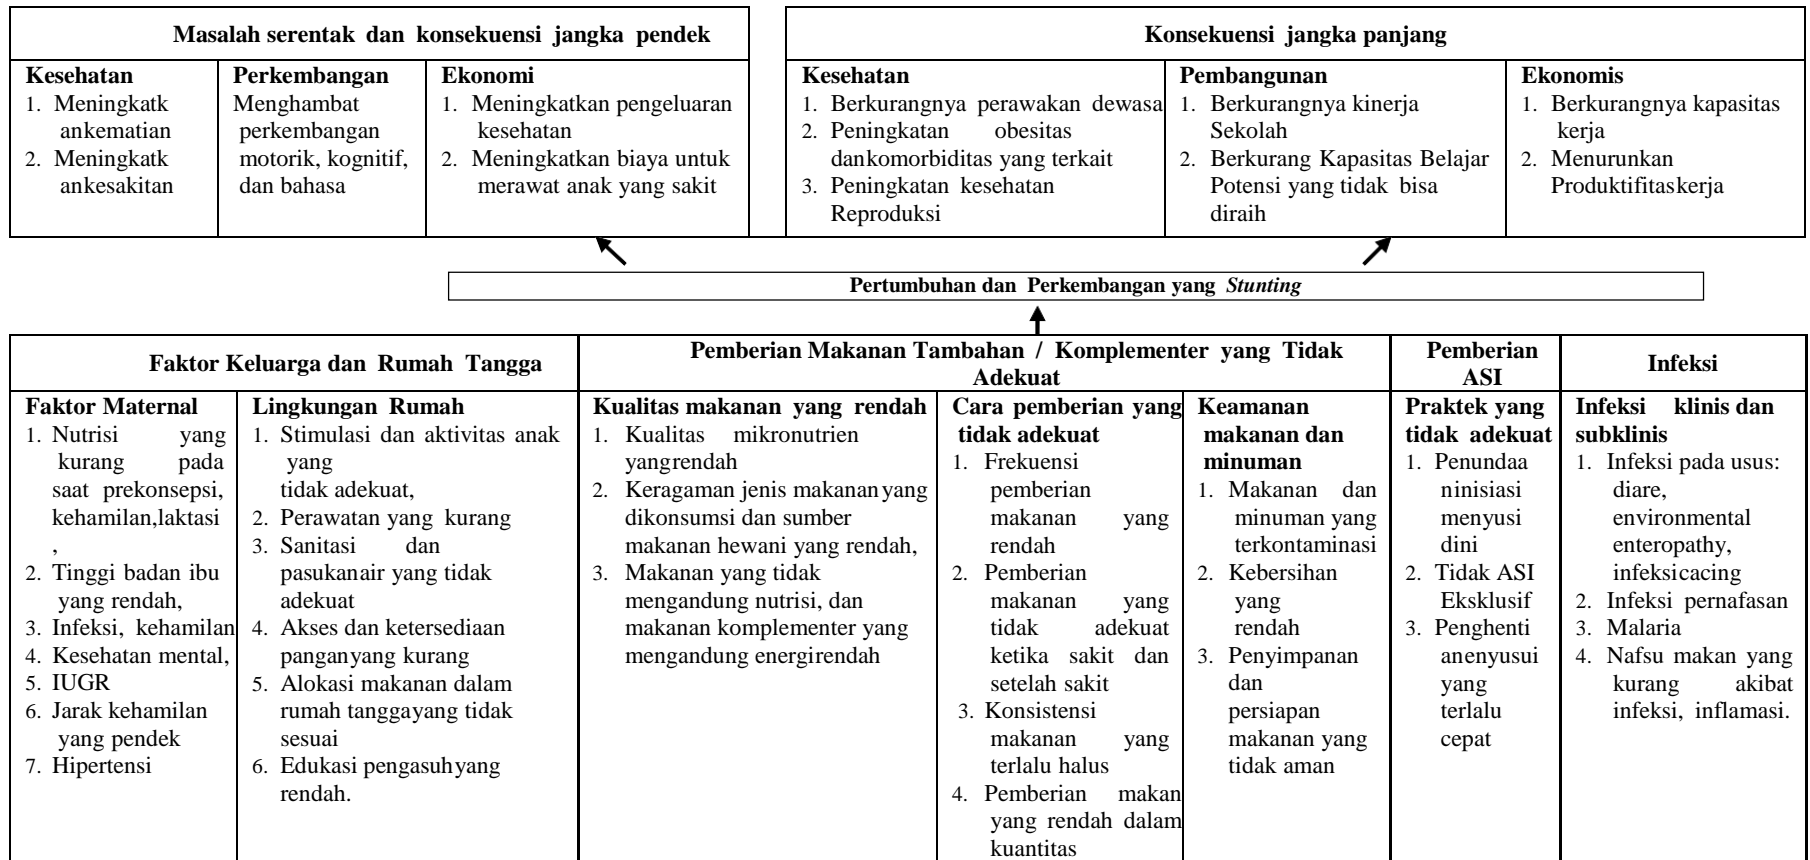 Masalah serentak dan konsekuensi jangka pendek
Kesehatan
1. Meningkatk
ankematian
2. Meningkatk
ankesakitan
Perkembangan
Menghambat
perkembangan
motorik, kognitif,
dan bahasa
Ekonomi
1. Meningkatkan pengeluaran
kesehatan
2. Meningkatkan biaya untuk
merawat anak yang sakit
Konsekuensi jangka panjang
Kesehatan
1. Berkurangnya perawakan dewasa
2. Peningkatan obesitas
dankomorbiditas yang terkait
3. Peningkatan kesehatan
Reproduksi
Pembangunan
1. Berkurangnya kinerja
Sekolah
2. Berkurang Kapasitas Belajar
Potensi yang tidak bisa
diraih
Ekonomis
1. Berkurangnya kapasitas
kerja
2. Menurunkan
Produktifitaskerja
Pertumbuhan dan Perkembangan yang Stunting
Faktor Keluarga dan Rumah Tangga
Faktor Maternal
1. Nutrisi yang
kurang pada
saat prekonsepsi,
kehamilan,laktasi
,
2. Tinggi badan ibu
yang rendah,
3. Infeksi, kehamilan
4. Kesehatan mental,
5. IUGR
6. Jarak kehamilan
yang pendek
7. Hipertensi
Lingkungan Rumah
1. Stimulasi dan aktivitas anak
yang
tidak adekuat,
2. Perawatan yang kurang
3. Sanitasi dan
pasukanair yang tidak
adekuat
4. Akses dan ketersediaan
panganyang kurang
5. Alokasi makanan dalam
rumah tanggayang tidak
sesuai
6. Edukasi pengasuhyang
rendah.
Pemberian Makanan Tambahan / Komplementer yang Tidak
Adekuat
Kualitas makanan yang rendah
1. Kualitas mikronutrien
yangrendah
2. Keragaman jenis makanan yang
dikonsumsi dan sumber
makanan hewani yang rendah,
3. Makanan yang tidak
mengandung nutrisi, dan
makanan komplementer yang
mengandung energirendah
Cara pemberian yang
tidak adekuat
1. Frekuensi
pemberian
makanan yang
rendah
2. Pemberian
makanan yang
tidak adekuat
ketika sakit dan
setelah sakit
3. Konsistensi
makanan yang
terlalu halus
4. Pemberian makan
yang rendah dalam
kuantitas
Keamanan
makanan dan
minuman
1. Makanan dan
minuman yang
terkontaminasi
2. Kebersihan
yang
rendah
3. Penyimpanan
dan
persiapan
makanan yang
tidak aman
Pemberian
ASI
Praktek yang
tidak adekuat
1. Penundaa
ninisiasi
menyusi
dini
2. Tidak ASI
Eksklusif
3. Penghenti
anenyusui
yang
terlalu
cepat
Infeksi
Infeksi klinis dan
subklinis
1. Infeksi pada usus:
diare,
environmental
enteropathy,
infeksicacing
2. Infeksi pernafasan
3. Malaria
4. Nafsu makan yang
kurang akibat
infeksi, inflamasi.